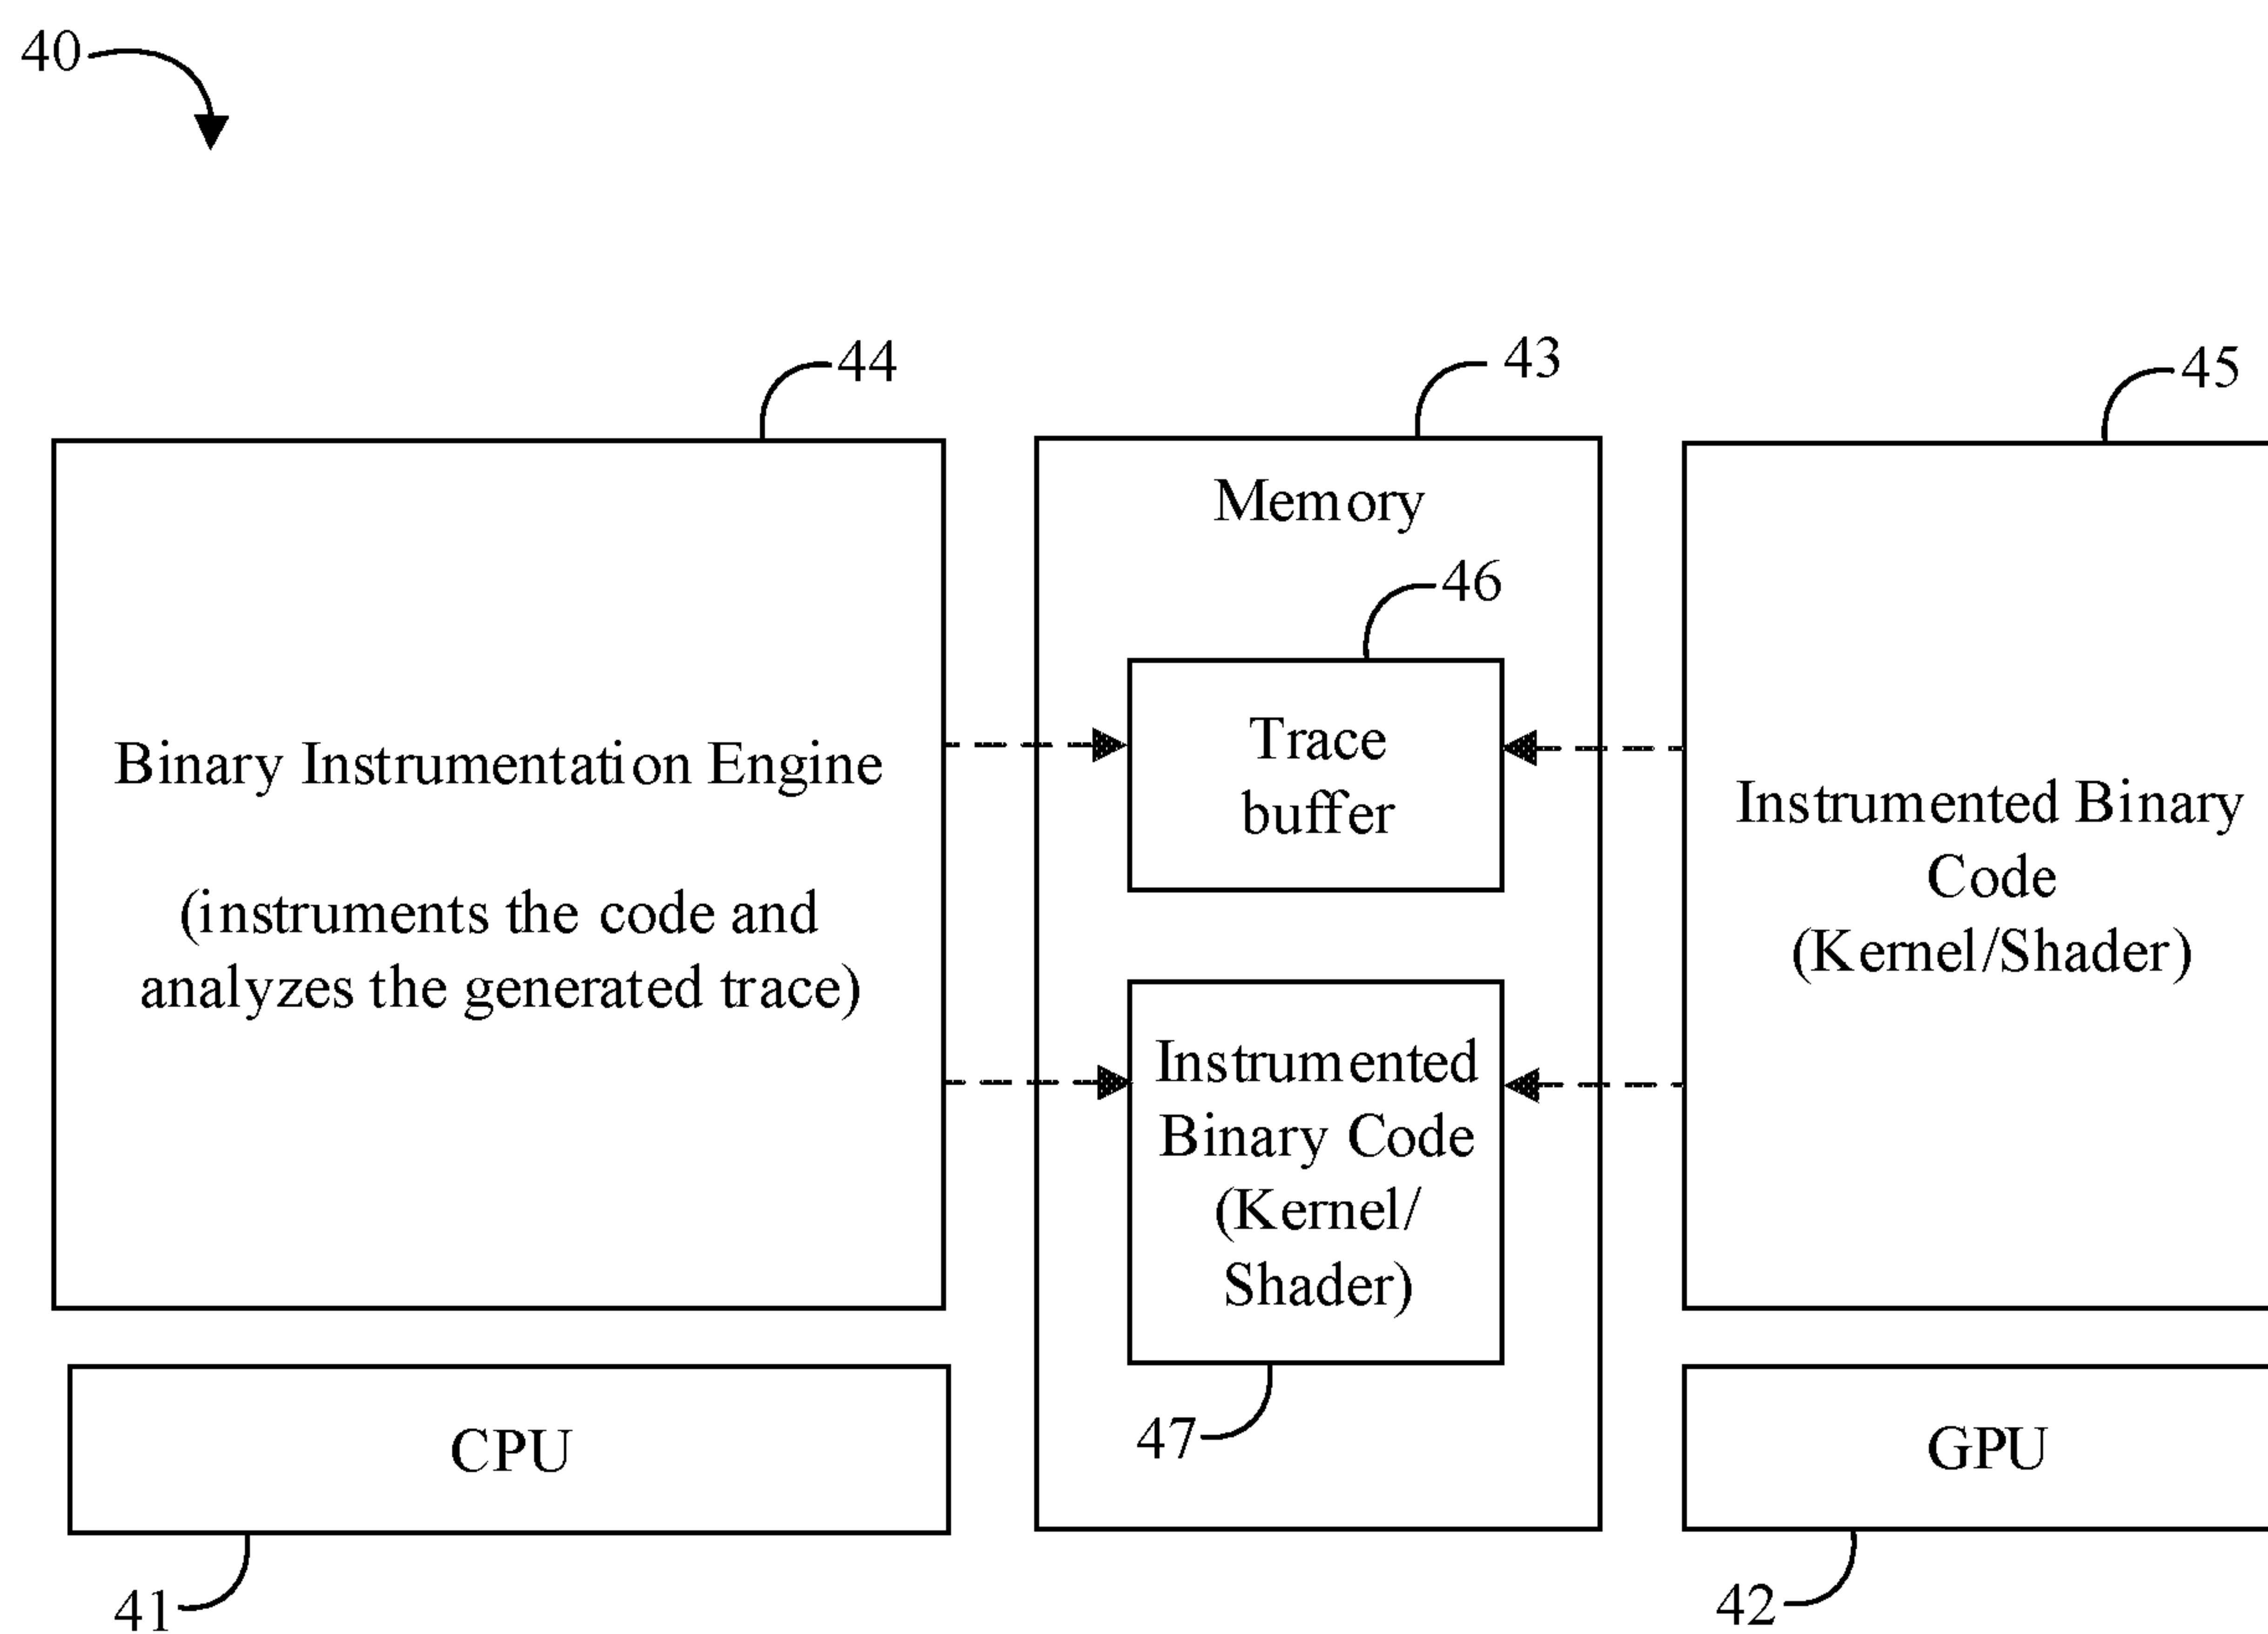 40
44
43
45
Memory
46
Binary Instrumentation Engine
(instruments the code and
analyzes the generated trace)
Trace
buffer
Instrumented Binary
Code
(Kernel/Shader)
Instrumented
Binary Code
(Kernel/
Shader)
47
CPU
GPU
41
42